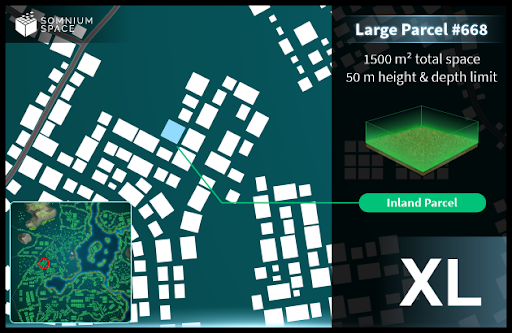 SOMNIUM
SPACE
Large Parcel #668
1500 m² total space
50 m height & depth limit
Inland Parcel
XL